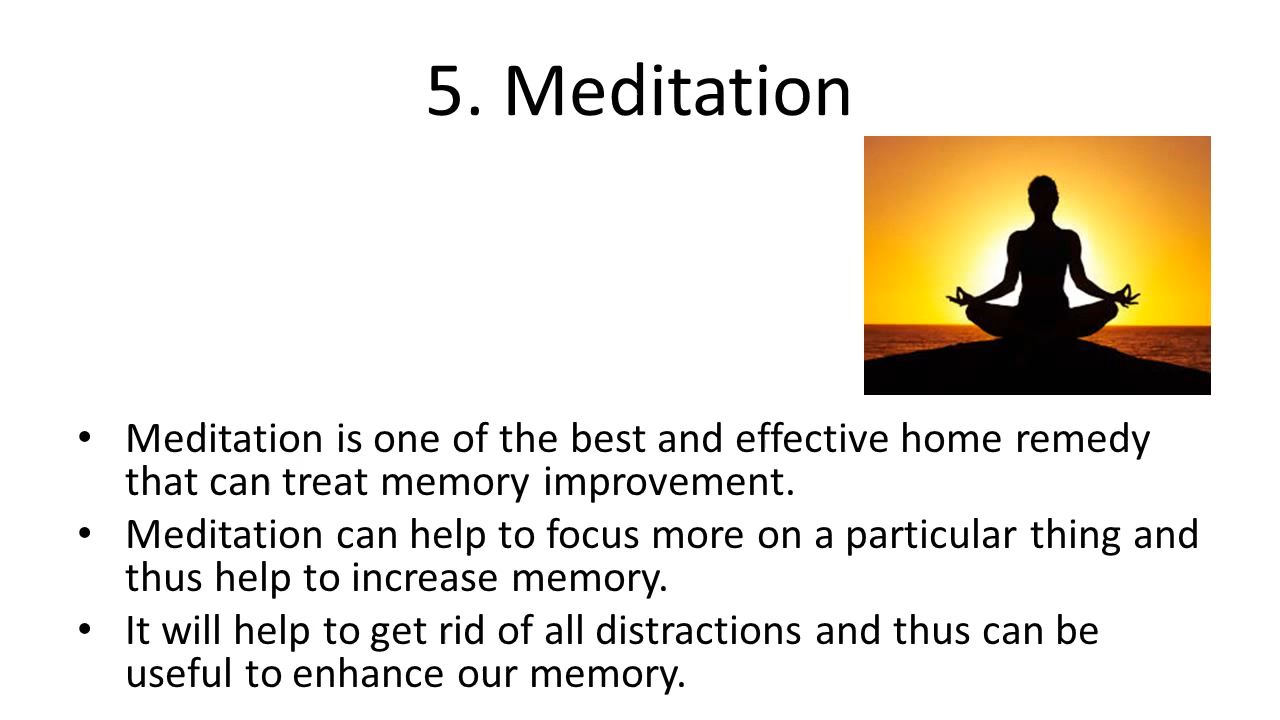 5. Meditation
• Meditation is one of the best and effective home remedy
that can treat memory improvement.
• Meditation can help to focus more on a particular thing and
thus help to increase memory.
• It will help to get rid of all distractions and thus can be
useful to enhance our memory.